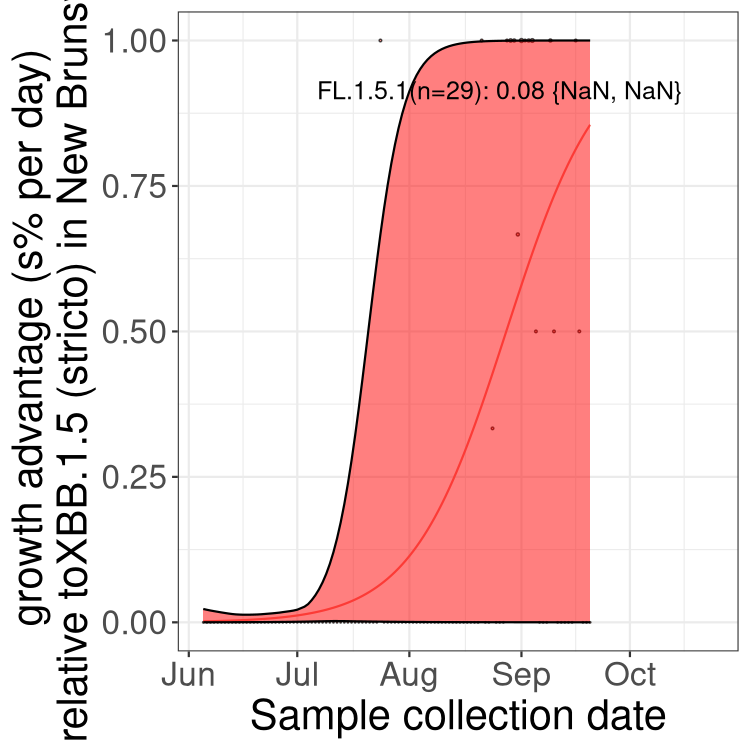 growth advantage (s% per day)
relative toXBB.1.5 (stricto) in New Bruns
1.00
0.75
0.50
0.25
0.00
FL.1.5.1(n=29): 0.08 {NaN, NaN}
Jun Jul Aug Sep Oct
Sample collection date